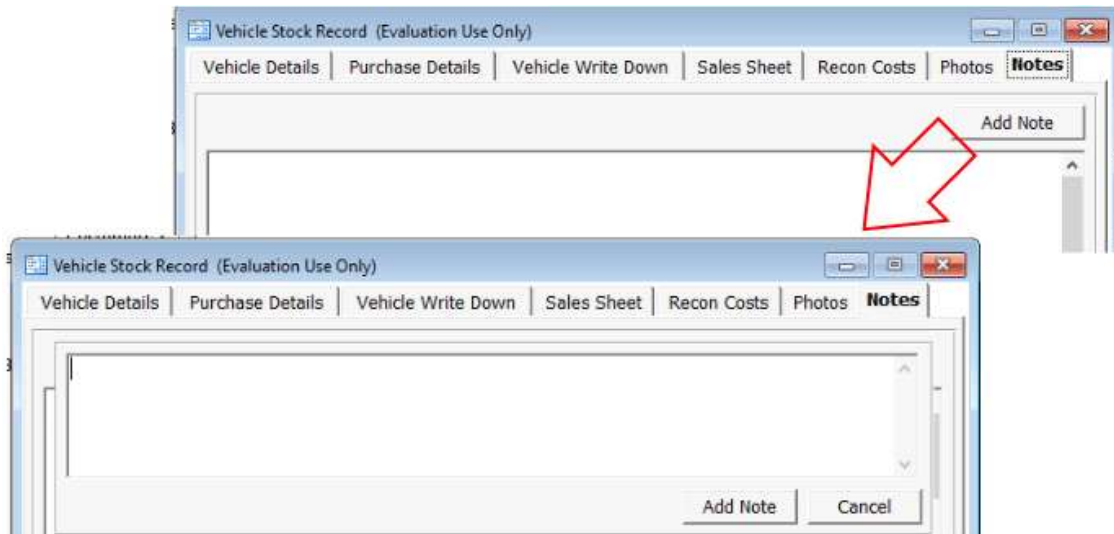 Vehicle Stock Record (Evaluation Use Only)
Vehicle Details Purchase Details Vehicle Write Down Sales Sheet Recon Costs Photos Notes
Add Note
Vehicle Stock Record (Evaluation Use Only)
Vehicle Details Purchase Details Vehicle Write Down Sales Sheet Recon Costs Photos Notes
Add Note Cancel